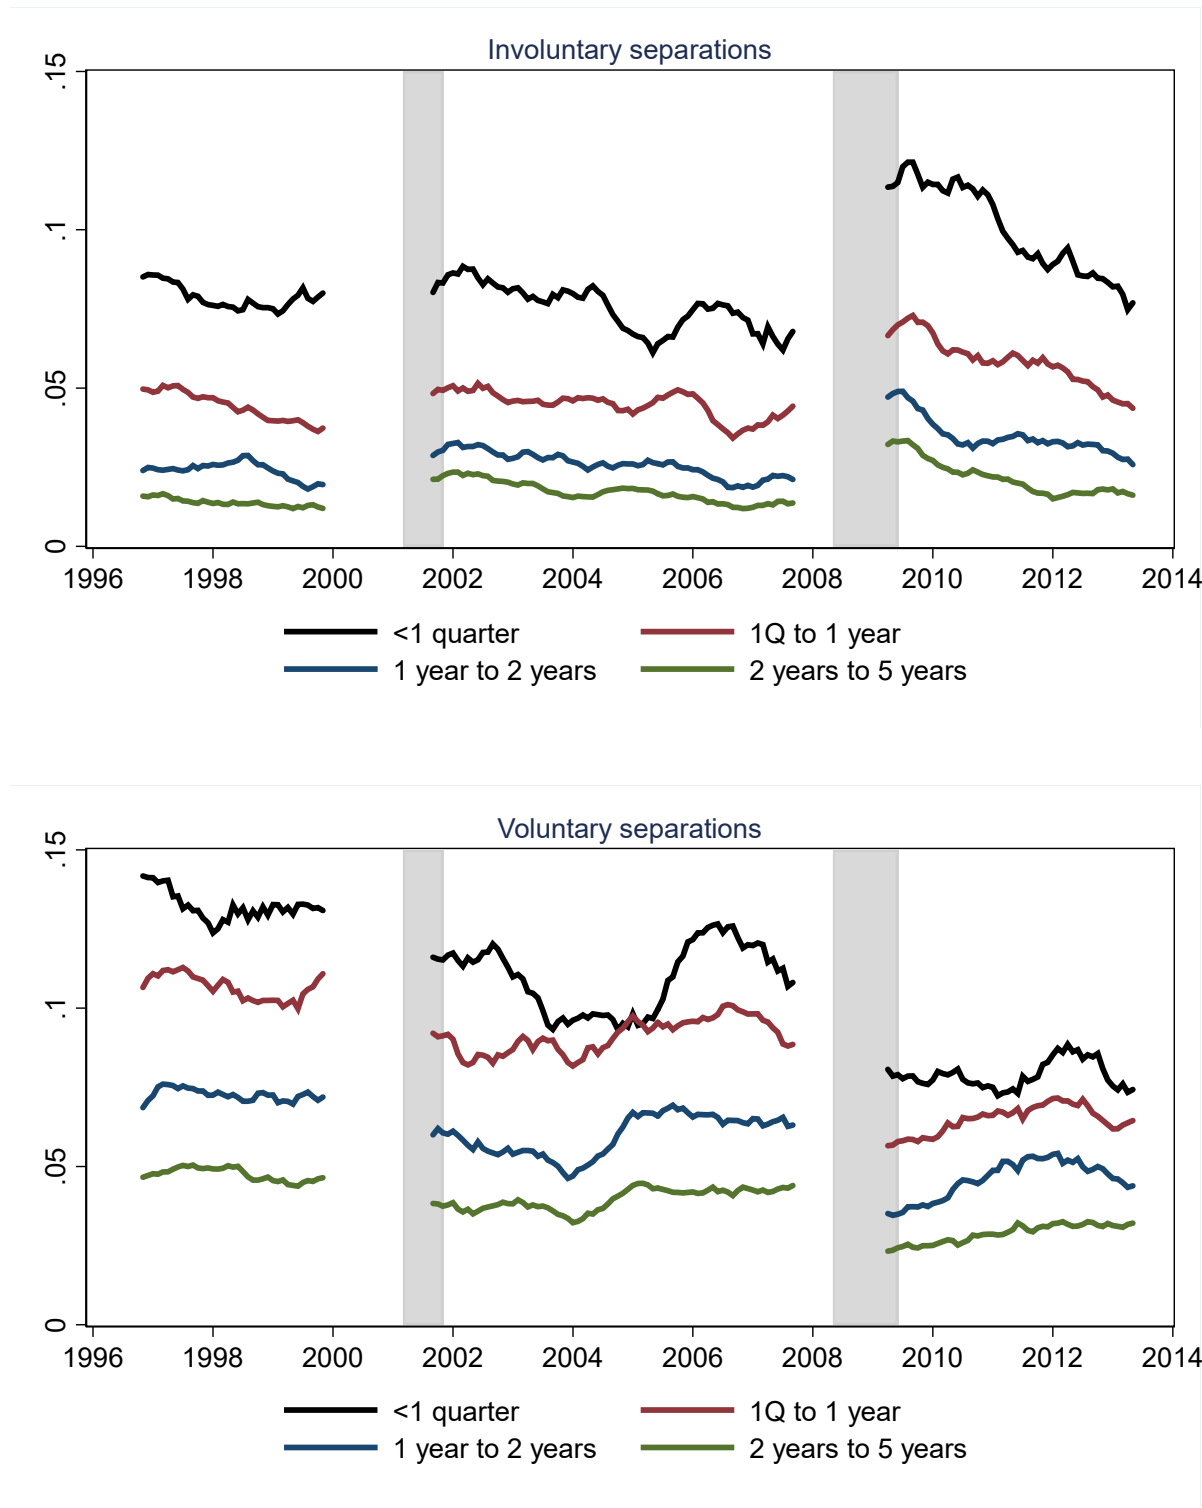 Involuntary separations
.15
.1
.05
0
1996 1998 2000 2002 2004 2006 2008 2010 2012 2014
<1 quarter 1Q to 1 year
1 year to 2 years 2 years to 5 years
Voluntary separations
.15
.1
.05
0
1996 1998 2000 2002 2004 2006 2008 2010 2012 2014
<1 quarter 1Q to 1 year
1 year to 2 years 2 years to 5 years